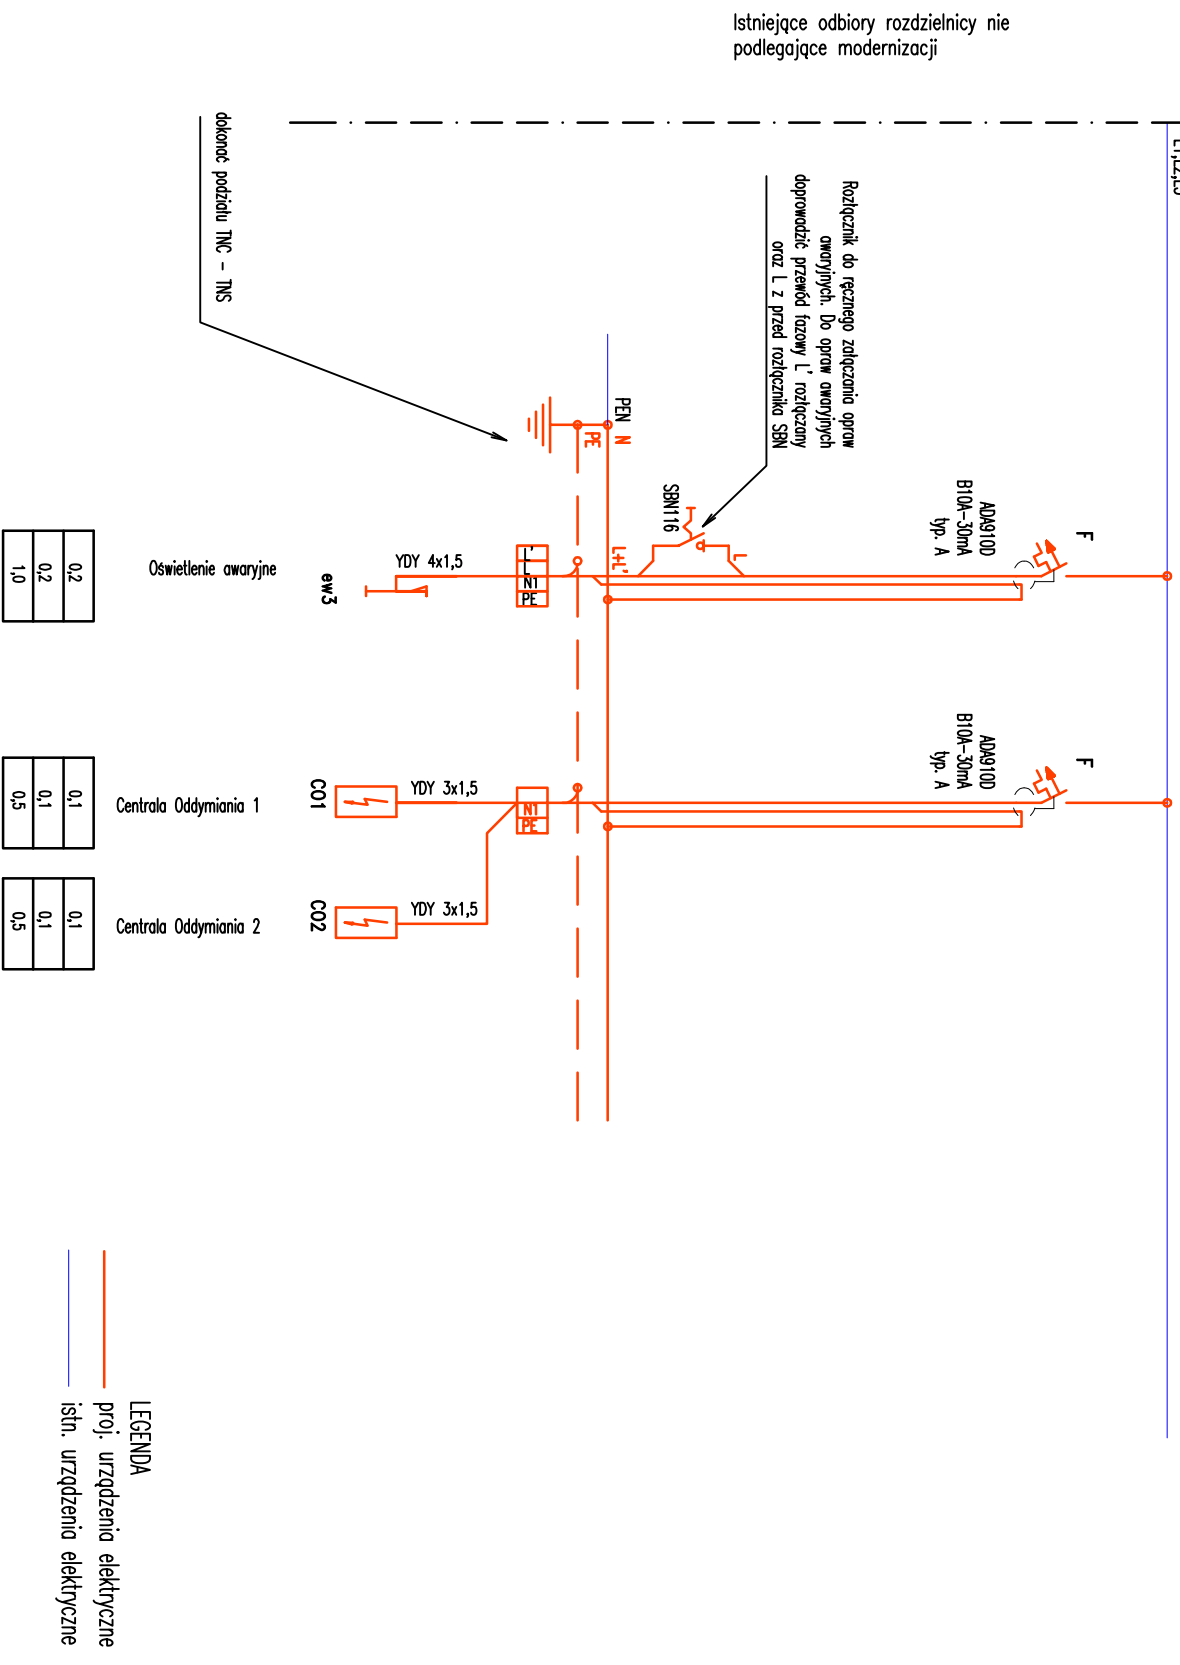 Istniejące odbiory rozdzielnicy nie
podlegające modernizacji
dokonać podziału TNC - TNS
Rozłącznik do ręcznego załączania opraw
awaryjnych. Do opraw awaryjnych
doprowadzić przewód fazowy L' rozłączany
oraz L z przed rozłącznika SBN
L1,L2,L3
PEN
N
PE
SBN116
L
L+L'
F
ADA910D
B10A-30mA
typ. A
F
ADA910D
B10A-30mA
typ. A
L'
L
N1
PE
YDY 4x1,5
ew3
Oświetlenie awaryjne
0,2
0,2
1,0
N1
PE
YDY 3x1,5
CO1
Centrala Oddymiania 1
0,1
0,1
0,5
YDY 3x1,5
CO2
Centrala Oddymiania 2
0,1
0,1
0,5
LEGENDA
proj. urządzenia elektryczne
istn. urządzenia elektryczne